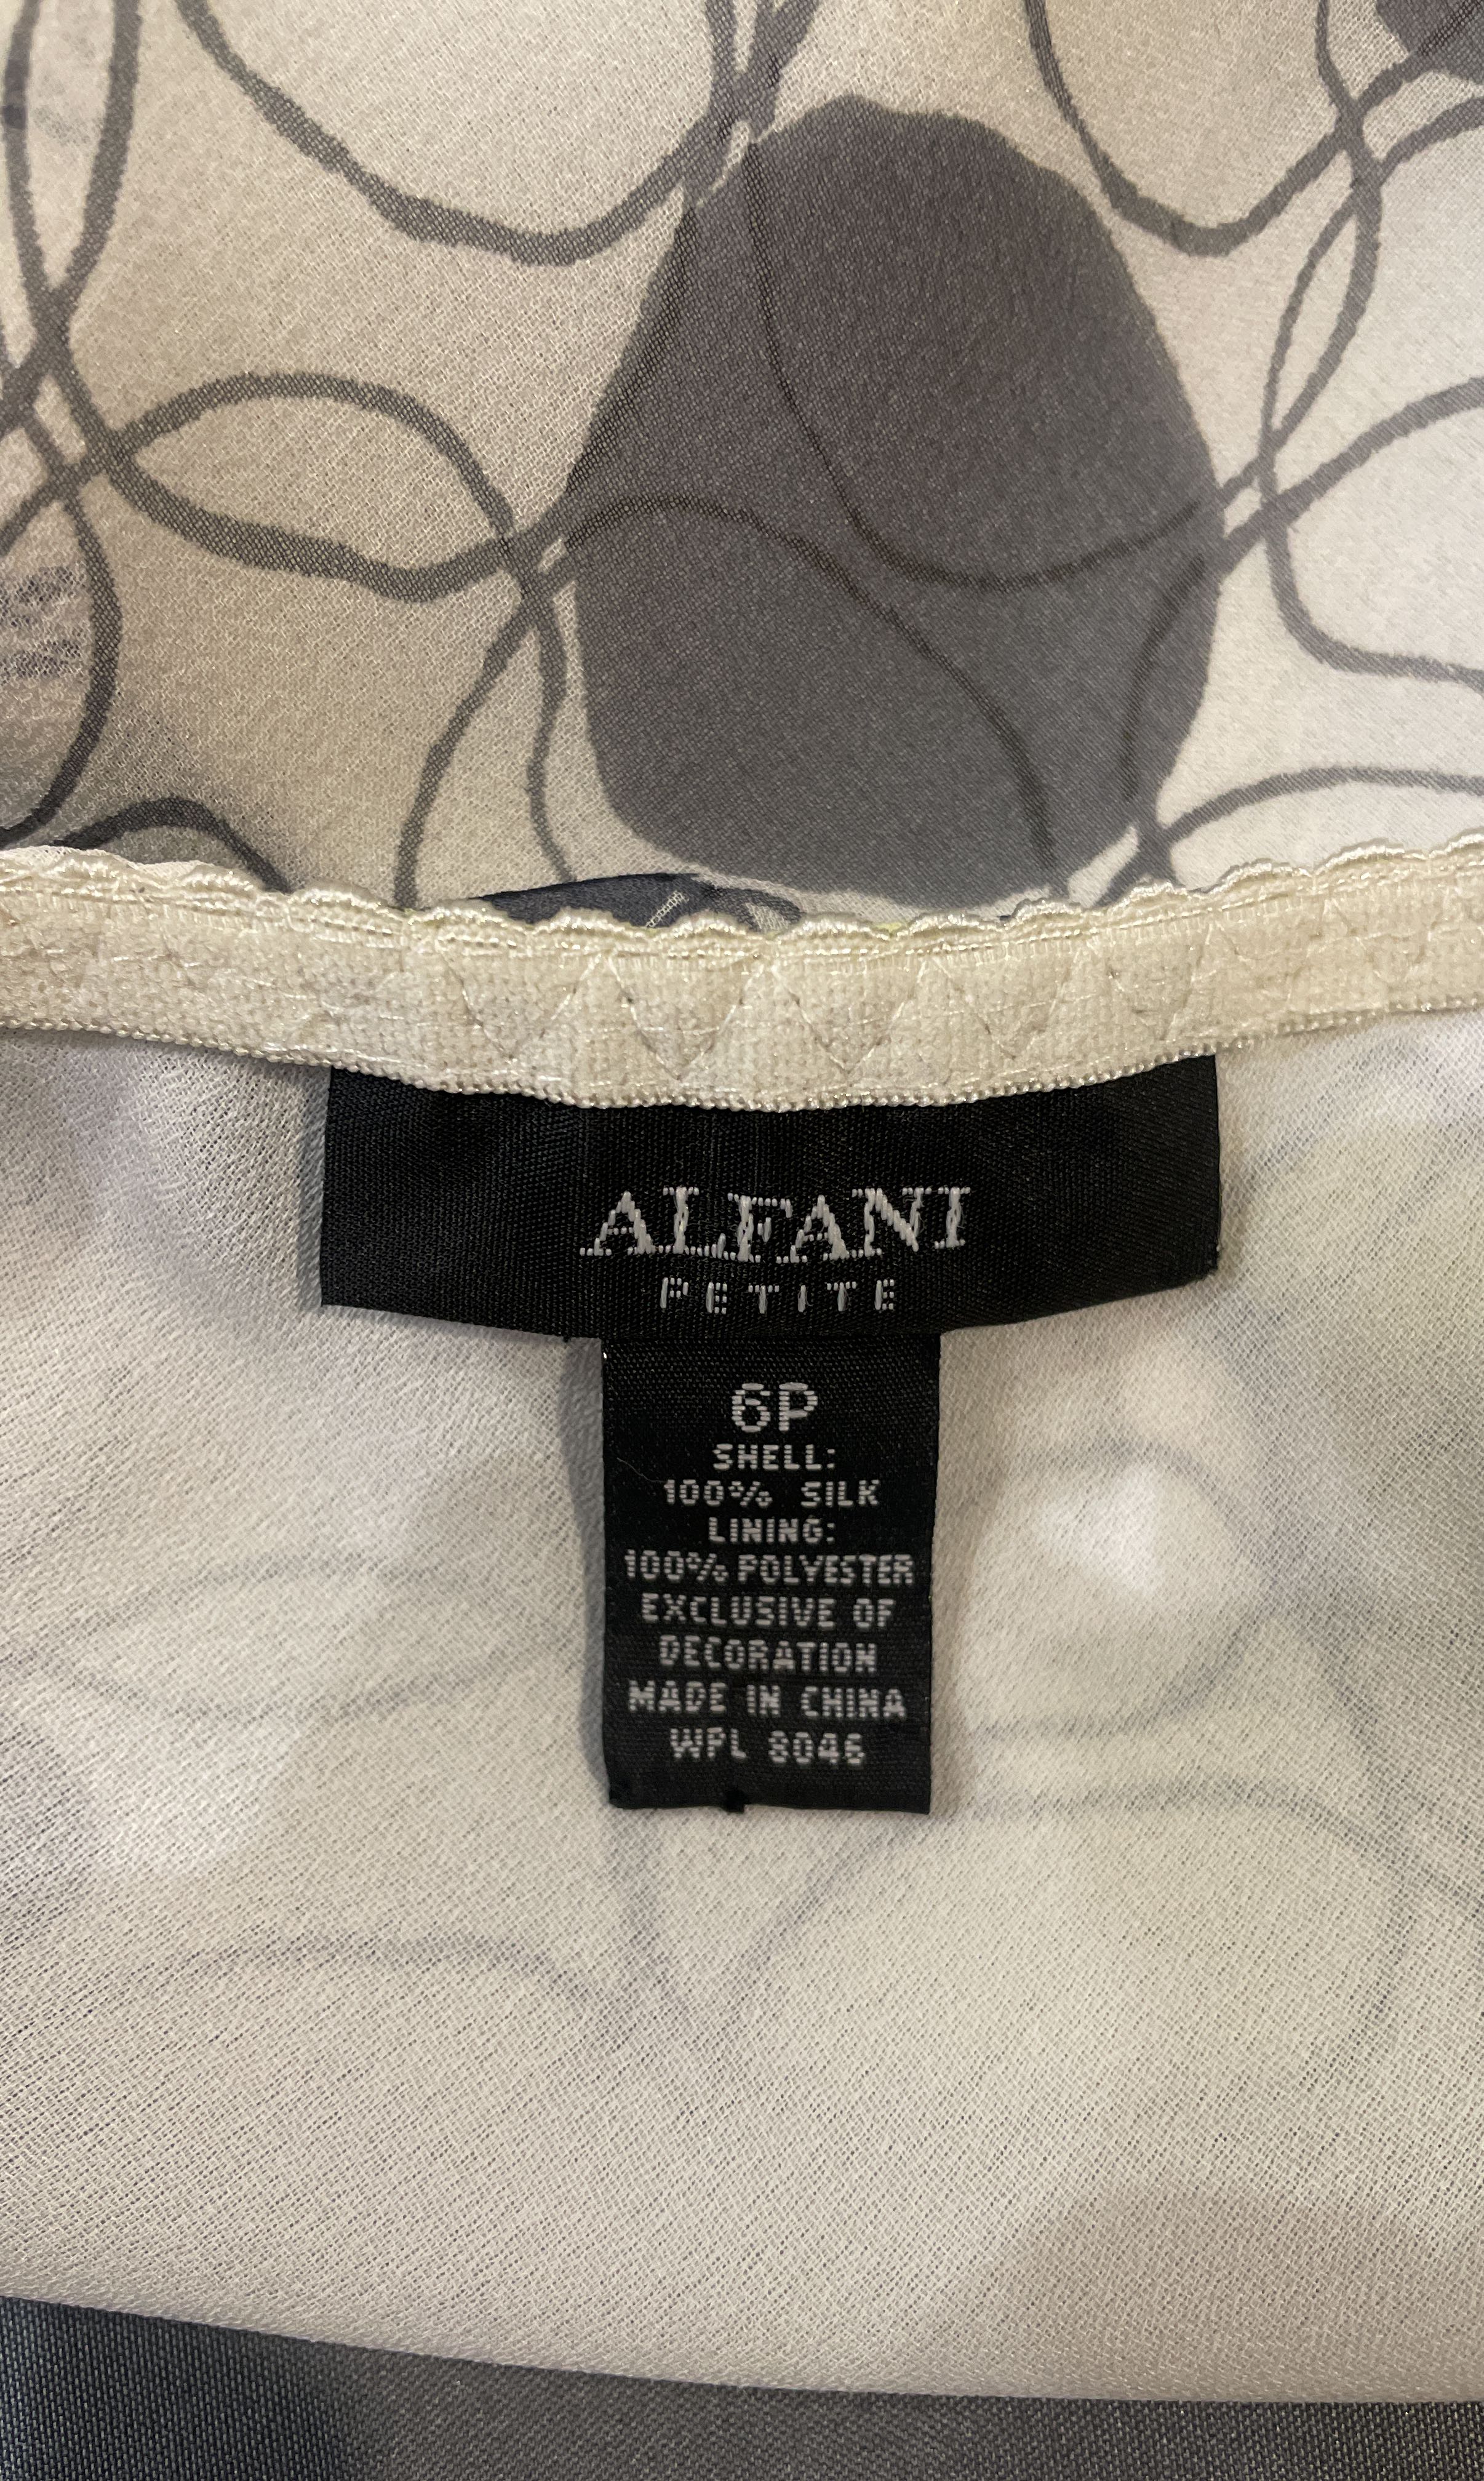 ALFANI
PETITE
6P
SHELL:
100% SILK
LINING:
100% POLYESTER
EXCLUSIVE OF
DECORATION
MADE IN CHINA
WPL 8046